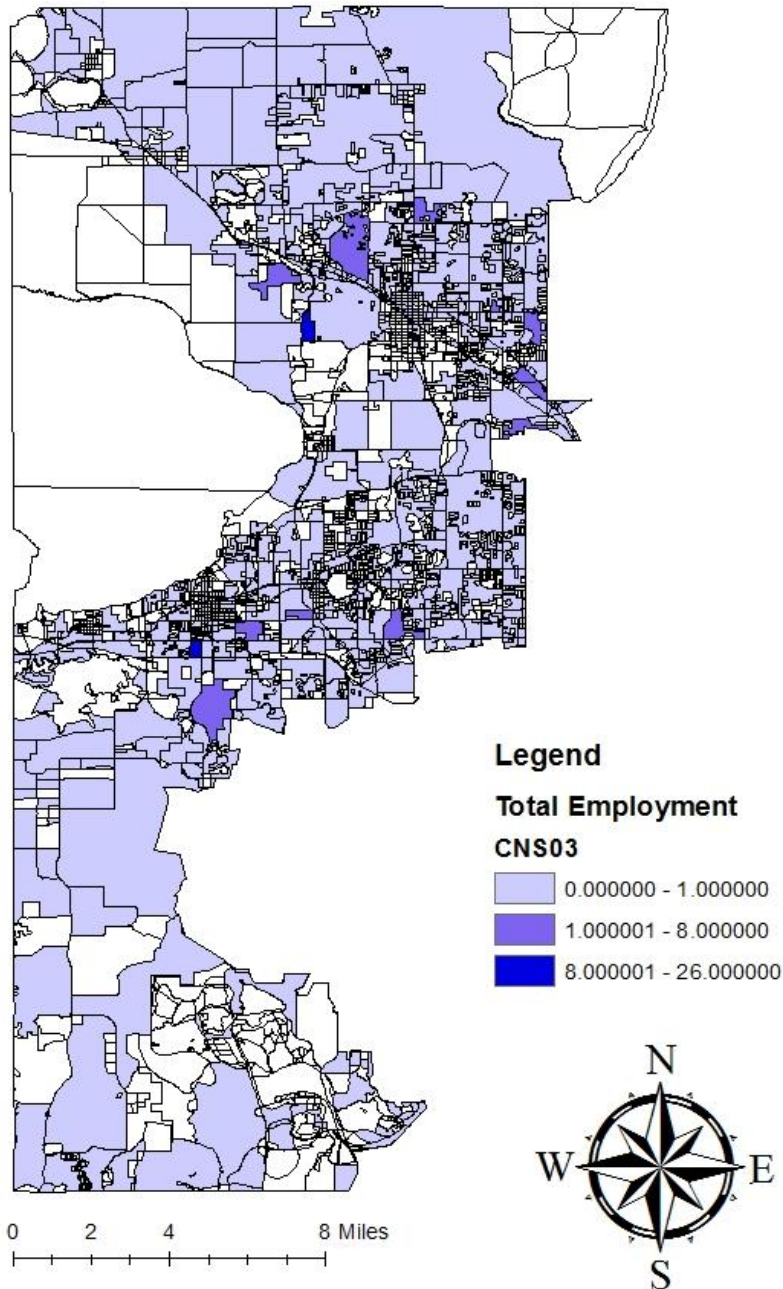 Legend
Total Employment
CNS03
0.000000 - 1.000000
1.000001 - 8.000000
8.000001 - 26.000000
N
W E
S
0 2 4 8 Miles